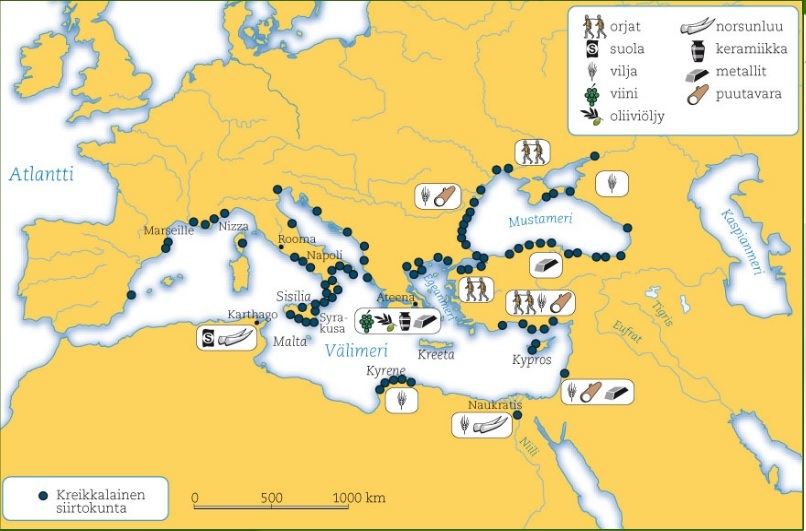 orjat
suola
vilja
viini
oliiviöljy
norsunluu
keramiikka
metallit
puutavara
Atlantti
Mustameri
Kaspianmeri
Marseille
Nizza
Rooma
Napoli
Sisilia
Ateena
Egeanmeri
Karthago
Syra-
kusa
Malta
Välimeri
Kreeta
Kypros
Tigris
Eufrat
Kyrene
Naukratis
Niili
S
S
Kreikkalainen
siirtokunta
0 500 1000 km